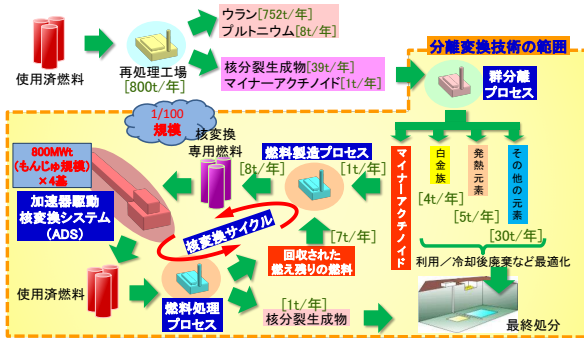 ウラン[752t/年]
プルトニウム[8t/年]
使用済燃料
再処理工場
[800t/年]
核分裂生成物[39t/年]
マイナーアクチノイド[1t/年]
分離変換技術の範囲
群分離
プロセス
1/100
規模
800MWt
(もんじゅ規模)
×4基
加速器駆動
核変換システム
(ADS)
核変換
専用燃料
[8t/年]
燃料製造プロセス
[1t/年]
マイナーアクチノイド
白金族
発熱元素
その他の元素
[4t/年]
[5t/年]
[30t/年]
核変換サイクル
[7t/年]
回収された
燃え残りの燃料
利用／冷却後廃棄など最適化
使用済燃料
燃料処理
プロセス
[1t/年]
核分裂生成物
最終処分